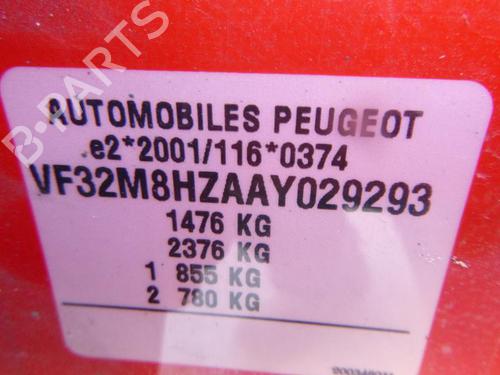 AUTOMOBILES PEUGEOT
e2*2001/116*0374
VF32M8HZAAY029293
1476 KG
2376 KG
1 855 KG
2 780 KG
B-PARTS